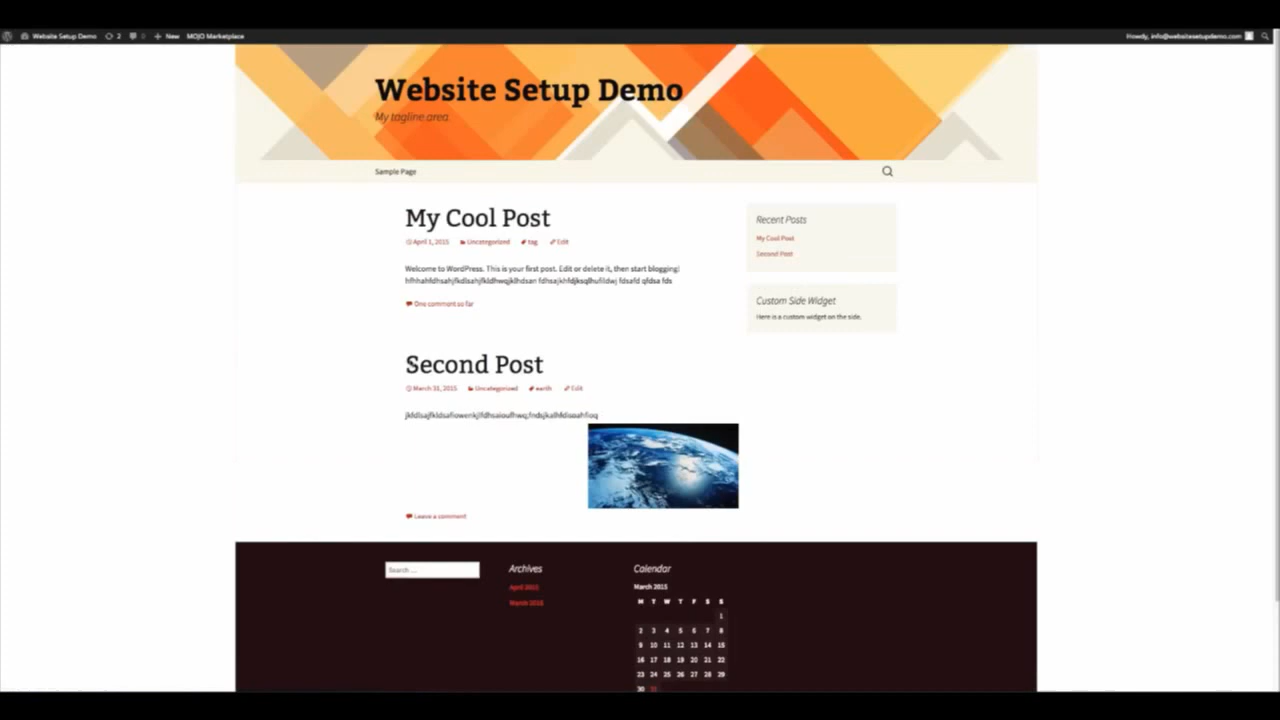 Website Setup Demo 2 0 New MOJO Marketplace Howdy, info@websitesetupdemo.com
Website Setup Demo
My tagline area
Sample Page
My Cool Post
April 1, 2015 Uncategorized tag Edit
Welcome to WordPress. This is your first post. Edit or delete it, then start blogging!
One comment so far
Second Post
March 31, 2015 Uncategorized earth Edit
Leave a comment
Recent Posts
My Cool Post
Second Post
Custom Side Widget
Here is a custom widget on the side.
Search ...
Archives
April 2015
March 2015
Calendar
March 2015
M T W T F S S
1
2 3 4 5 6 7 8
9 10 11 12 13 14 15
16 17 18 19 20 21 22
23 24 25 26 27 28 29
30 31